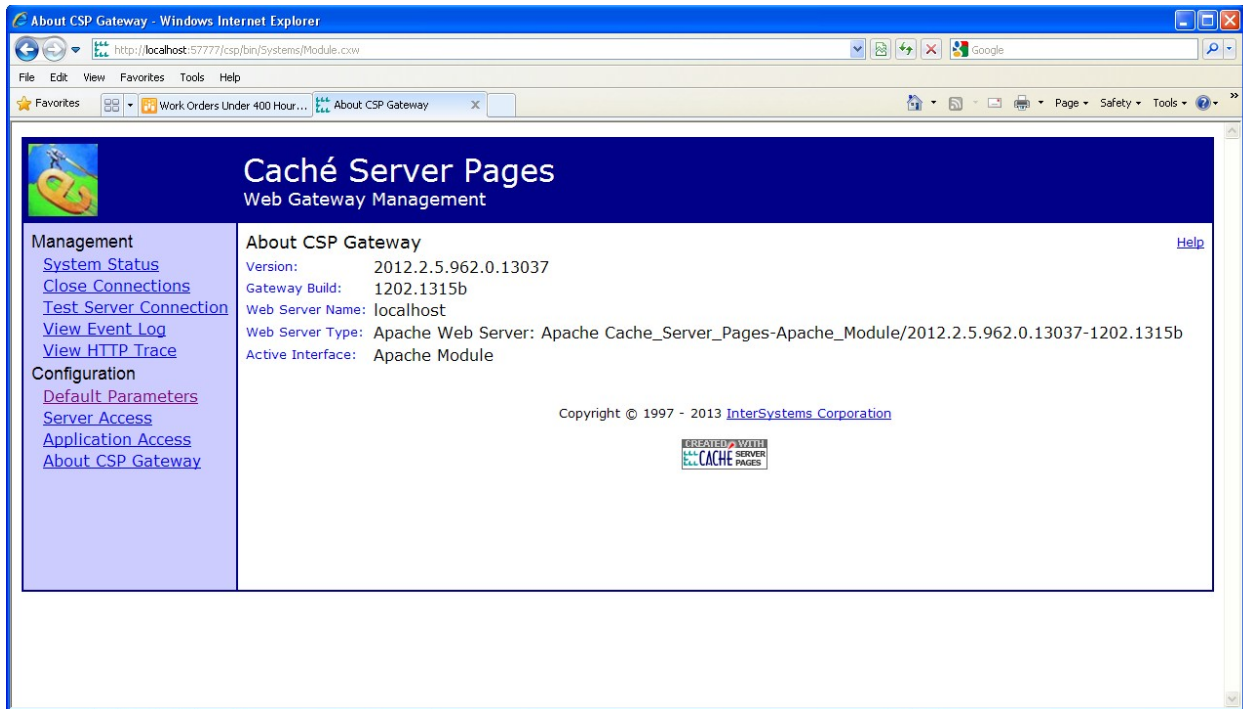 About CSP Gateway - Windows Internet Explorer
http://localhost:57777/csp/bin/Systems/Module.cxw
Google
File Edit View Favorites Tools Help
Favorites
Work Orders Under 400 Hour...
About CSP Gateway
Page
Safety
Tools
Caché Server Pages
Web Gateway Management
Management
System Status
Close Connections
Test Server Connection
View Event Log
View HTTP Trace
Configuration
Default Parameters
Server Access
Application Access
About CSP Gateway
About CSP Gateway
Help
Version: 2012.2.5.962.0.13037
Gateway Build: 1202.1315b
Web Server Name: localhost
Web Server Type: Apache Web Server: Apache Cache_Server_Pages-Apache_Module/2012.2.5.962.0.13037-1202.1315b
Active Interface: Apache Module
Copyright © 1997 - 2013 InterSystems Corporation
CREATED WITH
CACHÉ SERVER PAGES